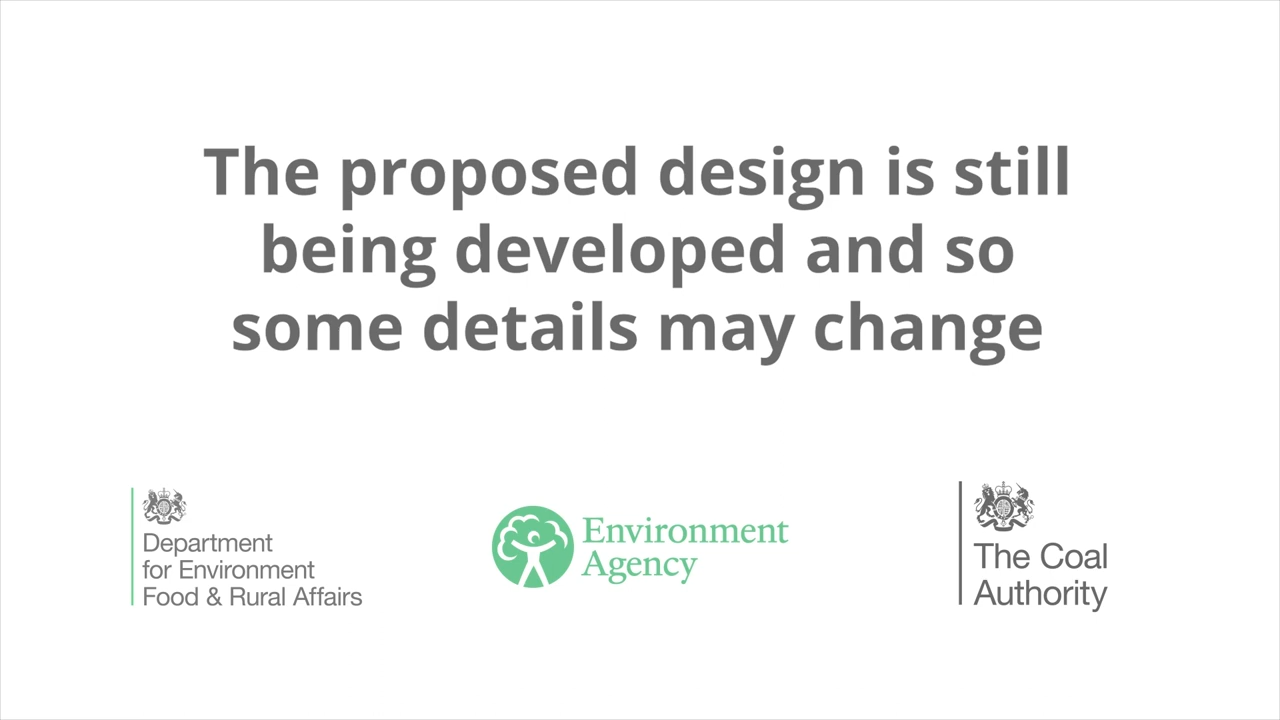 The proposed design is still
being developed and so
some details may change
Department
for Environment
Food & Rural Affairs
Environment
Agency
The Coal
Authority